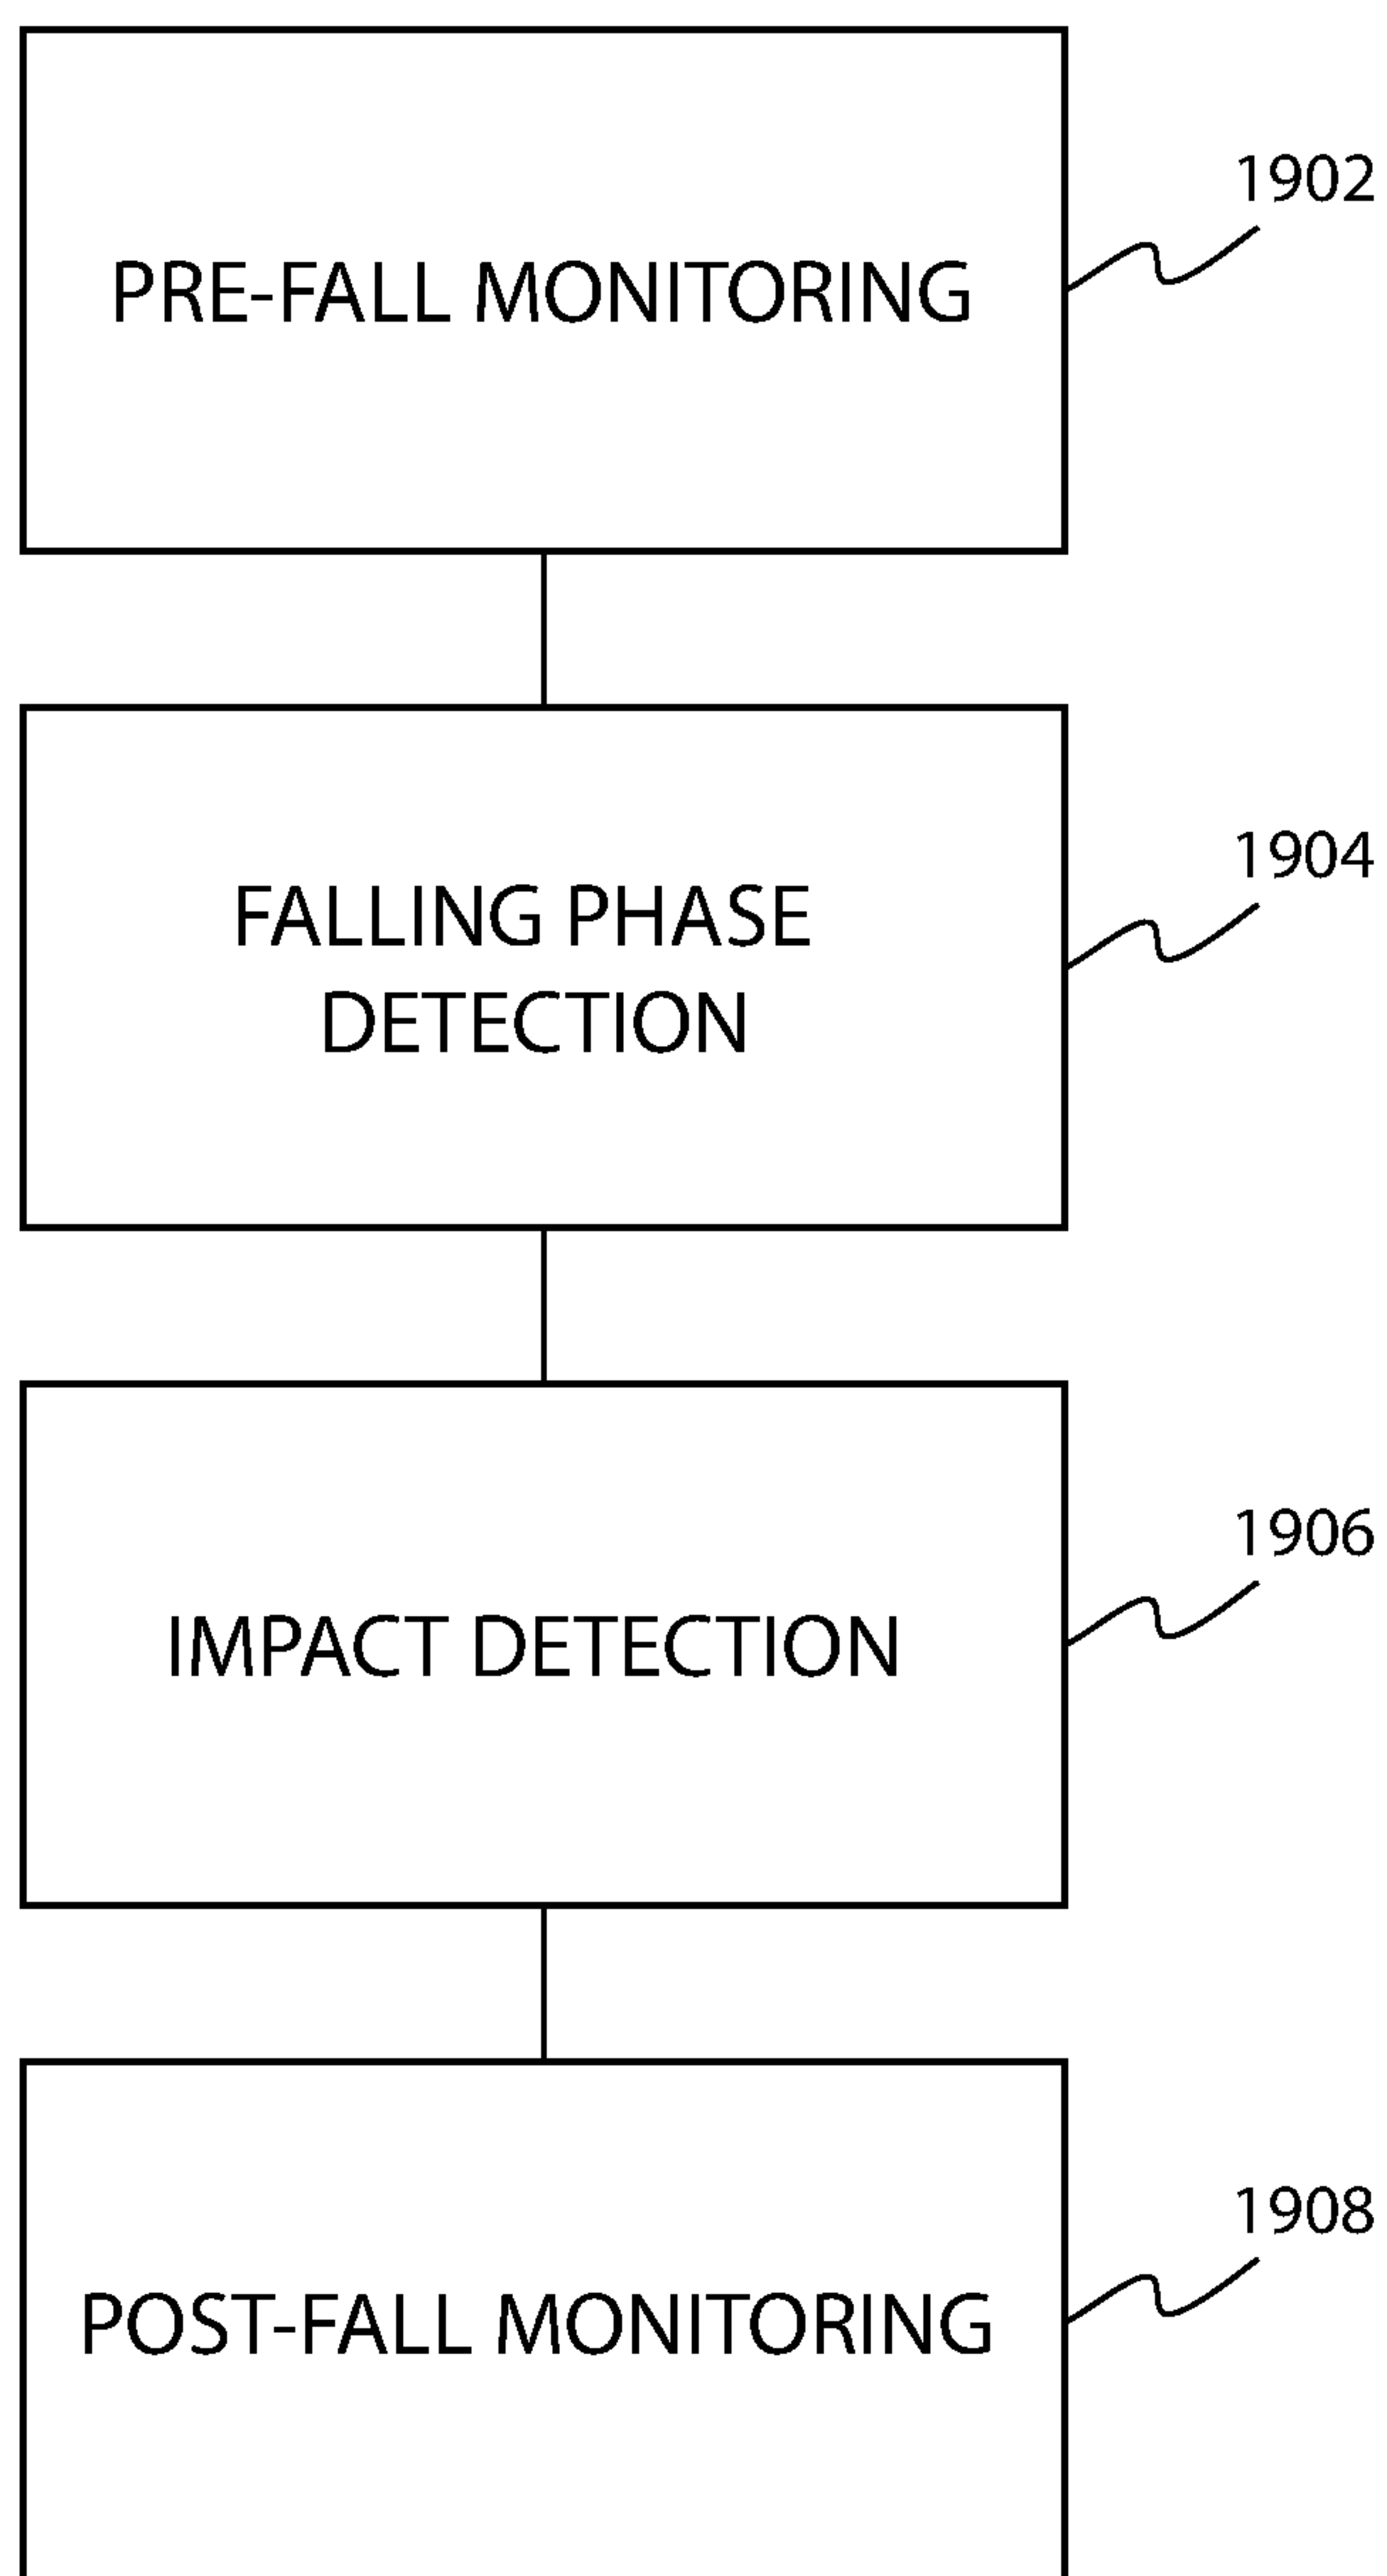 1902
PRE-FALL MONITORING
1904
FALLING PHASE
DETECTION
1906
IMPACT DETECTION
1908
POST-FALL MONITORING